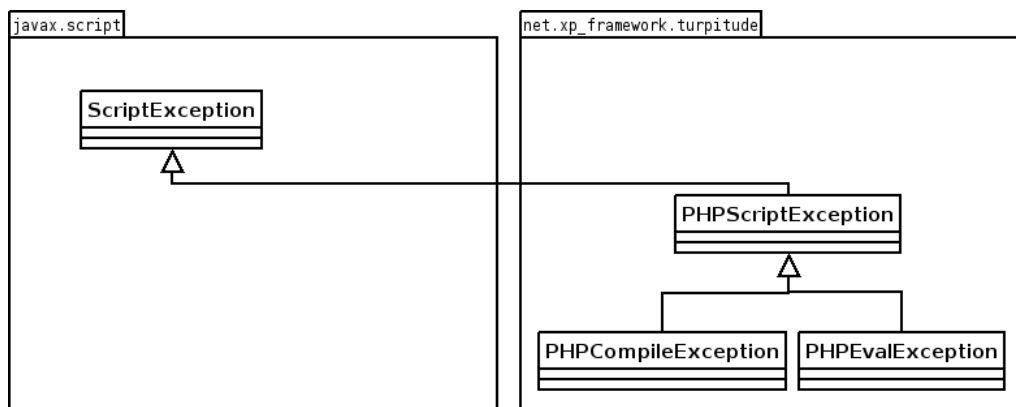 javax.script
net.xp_framework.turpitude
ScriptException
PHPScriptException
PHPCompileException
PHPEvalException